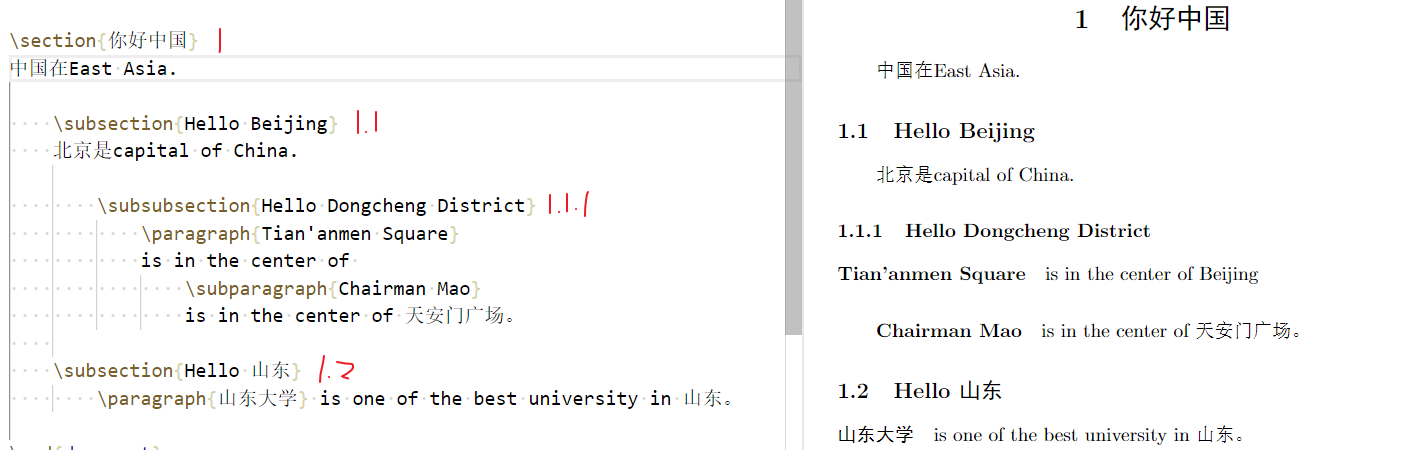 \section{你好中国} 1
中国在East Asia.
\subsection{Hello Beijing} 1.1
北京是capital of China.
\subsubsection{Hello Dongcheng District} 1.1.1
\paragraph{Tian'anmen Square}
is in the center of
\subparagraph{Chairman Mao}
is in the center of 天安门广场。
\subsection{Hello 山东} 1.2
\paragraph{山东大学} is one of the best university in 山东。
1 你好中国
中国在East Asia.
1.1 Hello Beijing
北京是capital of China.
1.1.1 Hello Dongcheng District
Tian’anmen Square is in the center of Beijing
Chairman Mao is in the center of 天安门广场。
1.2 Hello 山东
山东大学 is one of the best university in 山东。